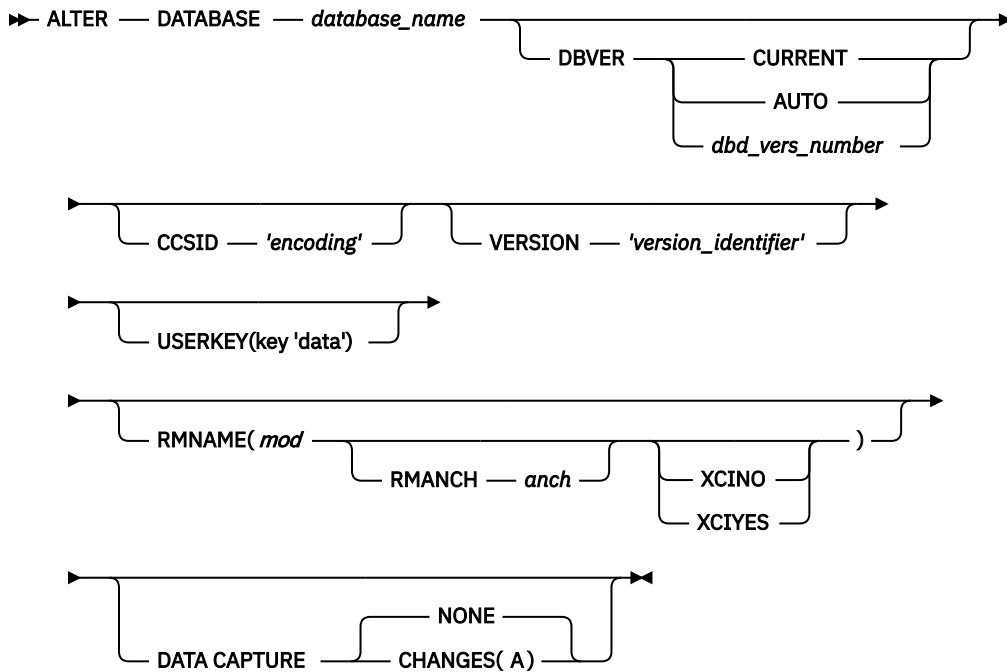 ALTER DATABASE database_name
DBVER CURRENT
AUTO
dbd_vers_number
CCSID 'encoding' VERSION 'version_identifier'
USERKEY(key 'data')
RMNAME( mod )
RMANCH anch XCINO
XCIYES
NONE
DATA CAPTURE CHANGES( A)